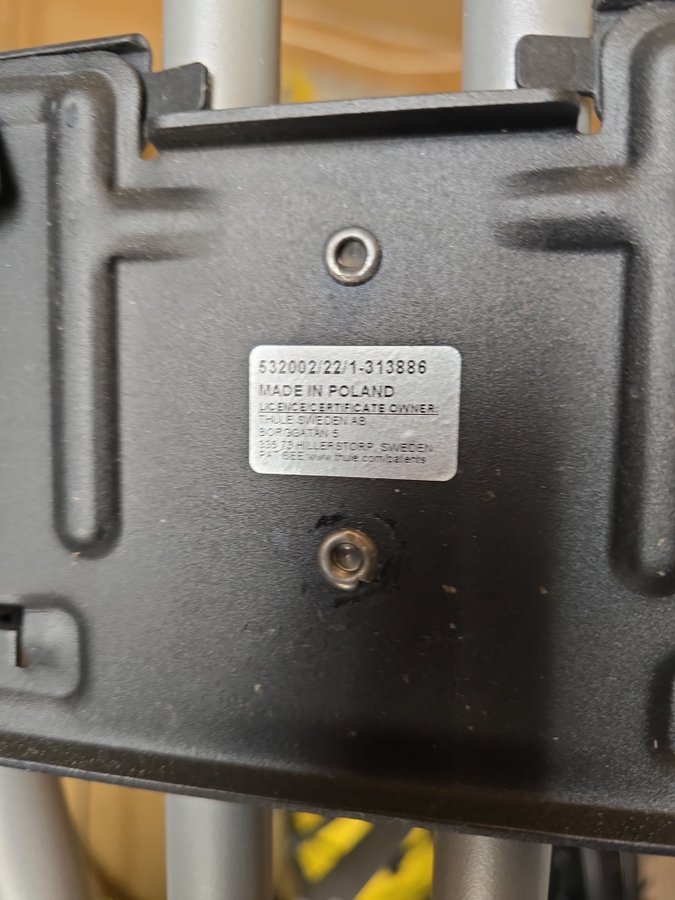 532002/22/1-313886
MADE IN POLAND
LICENCE/CERTIFICATE OWNER:
THULE SWEDEN AB
BORGGATAN 5
335 73 HILLERSTORP, SWEDEN
PAT SEE: www.thule.com/patents